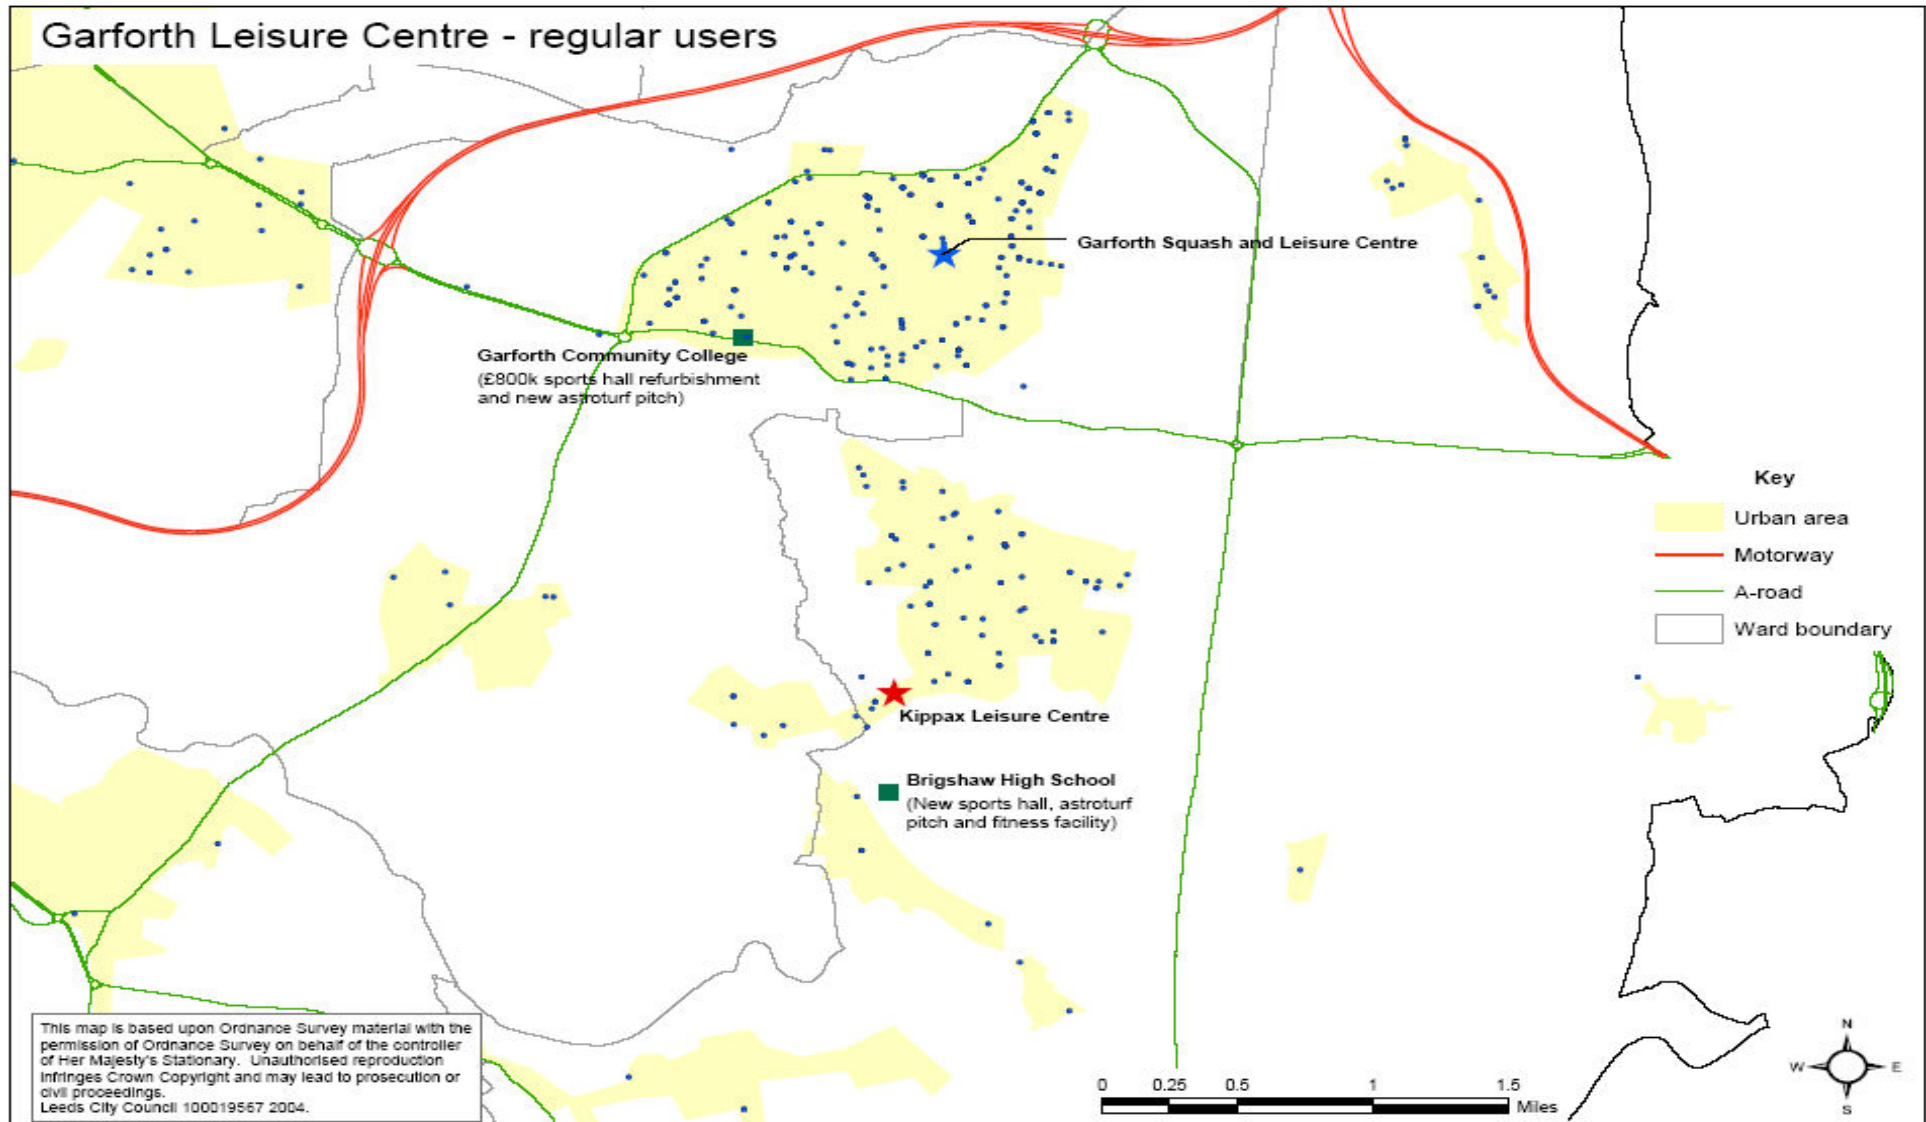 Garforth Leisure Centre - regular users
Garforth Squash and Leisure Centre
Garforth Community College
(£800k sports hall refurbishment
and new astroturf pitch)
Key
Urban area
Motorway
A-road
Ward boundary
Kippax Leisure Centre
Brigshaw High School
(New sports hall, astroturf
pitch and fitness facility)
This map is based upon Ordnance Survey material with the
permission of Ordnance Survey on behalf of the controller
of Her Majesty's Stationary. Unauthorised reproduction
infringes Crown Copyright and may lead to prosecution or
civil proceedings.
Leeds City Council 100019567 2004.
0 0.25 0.5 1 1.5
Miles
N
W E
S